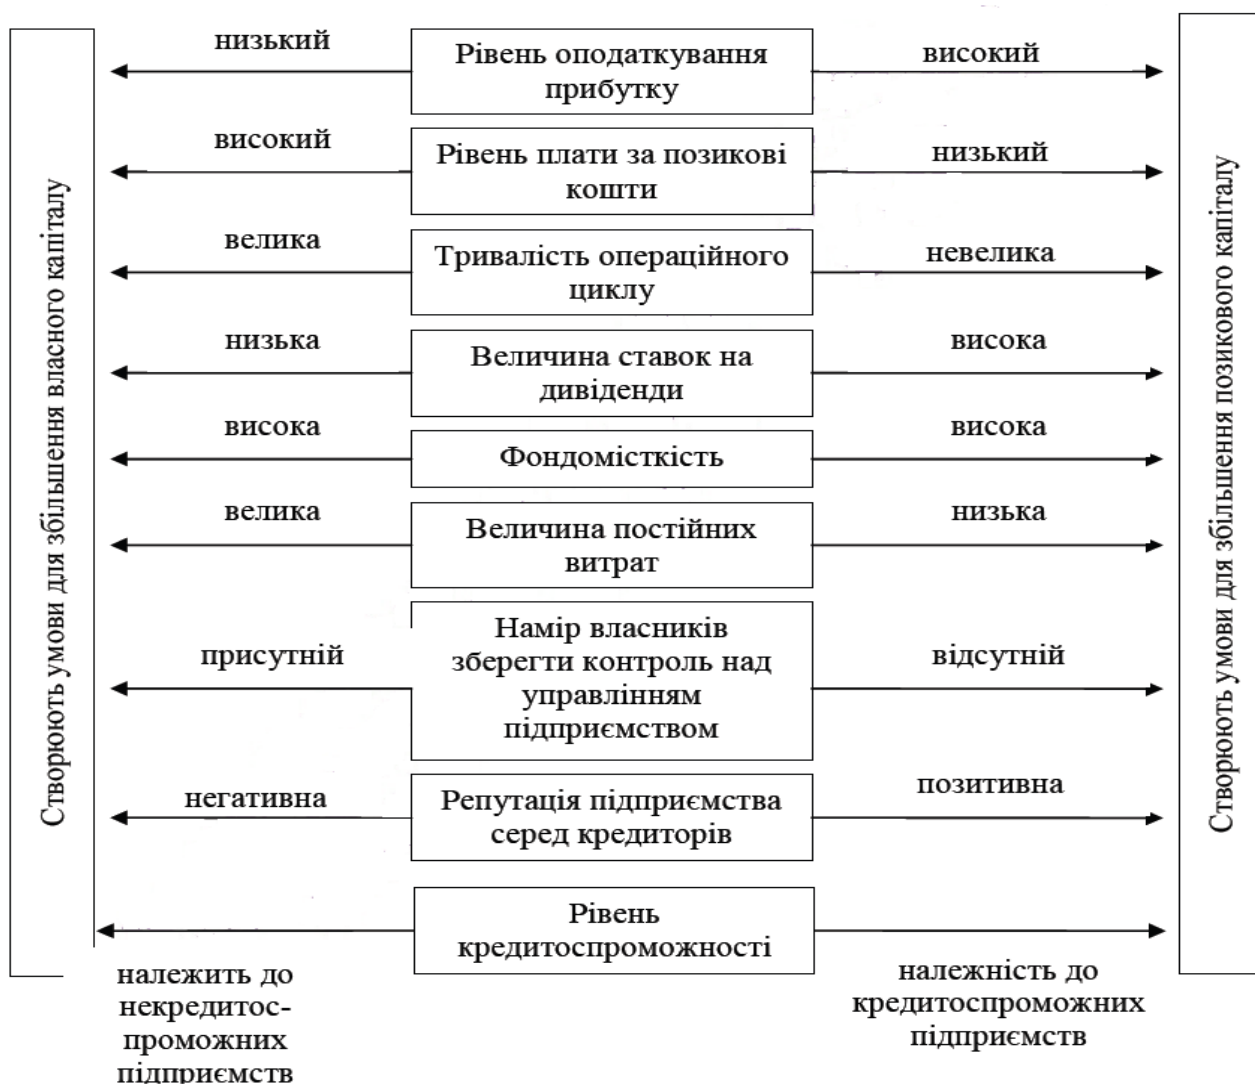 Створюють умови для збільшення власного капіталу
низький
Рівень оподаткування
прибутку
високий
високий
Рівень плати за позикові
кошти
низький
велика
Тривалість операційного
циклу
невелика
низька
Величина ставок на
дивіденди
висока
висока
Фондомісткість
висока
велика
Величина постійних
витрат
низька
присутній
Намір власників
зберегти контроль над
управлінням
підприємством
відсутній
негативна
Репутація підприємства
серед кредиторів
позитивна
Рівень
кредитоспроможності
належить до
некредитос-
проможних
підприємств
належність до
кредитоспроможних
підприємств
Створюють умови для збільшення позикового капіталу